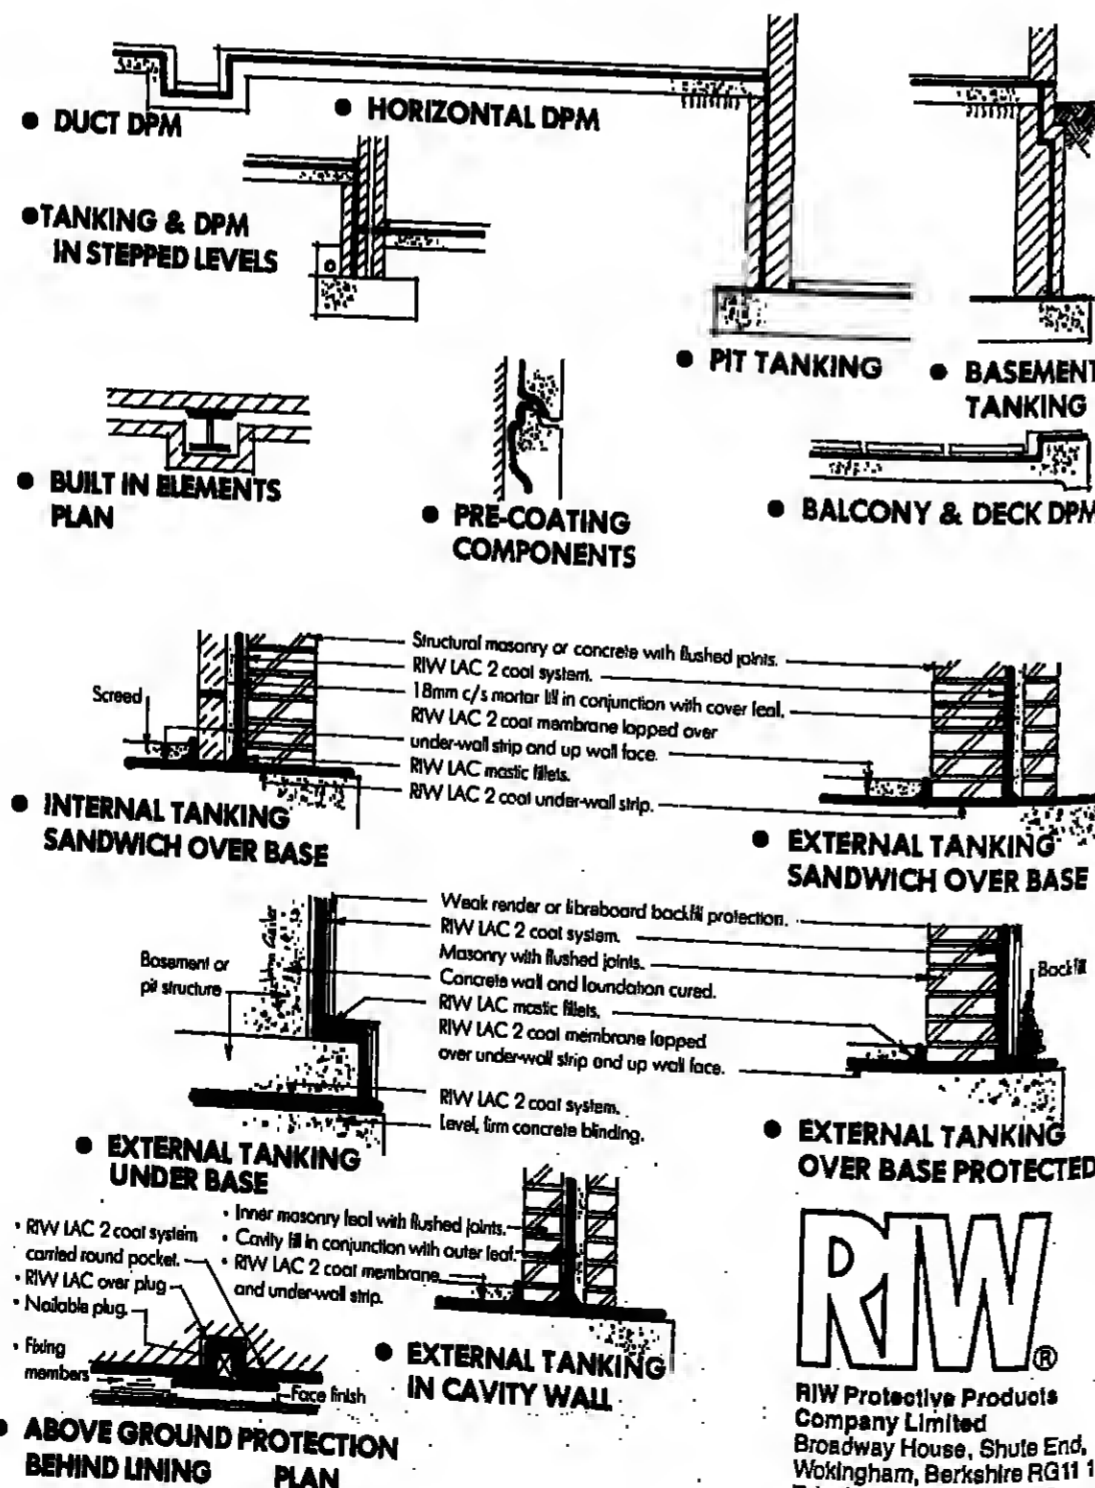 ● DUCT DPM
● HORIZONTAL DPM
● TANKING & DPM
IN STEPPED LEVELS
● PIT TANKING
● BASEMENT
TANKING
● BUILT IN ELEMENTS
PLAN
● PRE-COATING
COMPONENTS
● BALCONY & DECK DPM
Screed
Structural masonry or concrete with flushed joints.
RIW LAC 2 coat system.
18mm c/s mortar fill in conjunction with cover leaf.
RIW LAC 2 coat membrane lapped over
under-wall strip and up wall face.
RIW LAC mastic fillets.
RIW LAC 2 coat under-wall strip.
● INTERNAL TANKING
SANDWICH OVER BASE
● EXTERNAL TANKING
SANDWICH OVER BASE
Basement or
pit structure
Weak render or fibreboard backfill protection.
RIW LAC 2 coat system.
Masonry with flushed joints.
Concrete wall and foundation cured.
RIW LAC mastic fillets.
RIW LAC 2 coat membrane lapped
over under-wall strip and up wall face.
RIW LAC 2 coat system.
Level, firm concrete blinding.
Backfill
● EXTERNAL TANKING
UNDER BASE
● EXTERNAL TANKING
OVER BASE PROTECTED
• RIW LAC 2 coat system
carried round pocket.
• RIW LAC over plug
• Nailable plug.
• Fixing
members
Face finish
• Inner masonry leaf with flushed joints.
• Cavity fill in conjunction with outer leaf.
• RIW LAC 2 coat membrane
and under-wall strip.
● EXTERNAL TANKING
IN CAVITY WALL
● ABOVE GROUND PROTECTION
BEHIND LINING PLAN
RIW ®
RIW Protective Products
Company Limited
Broadway House, Shute End,
Wokingham, Berkshire RG11 1